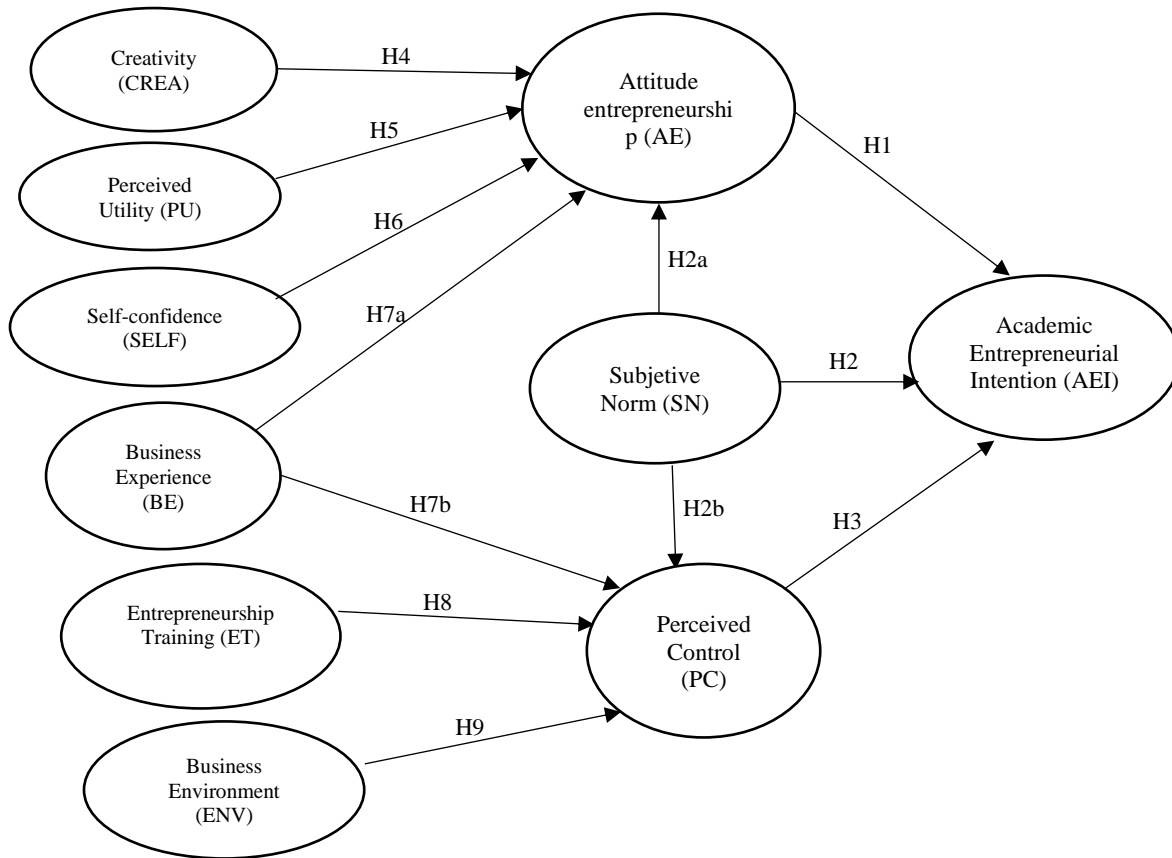 Creativity
(CREA)
H4
Attitude
entrepreneurshi
p (AE)
Perceived
Utility (PU)
H5
H1
Self-confidence
(SELF)
H6
H2a
H7a
Subjetive
Norm (SN)
H2
Academic
Entrepreneurial
Intention (AEI)
Business
Experience
(BE)
H7b
H2b
H3
Entrepreneurship
Training (ET)
H8
Perceived
Control
(PC)
Business
Environment
(ENV)
H9